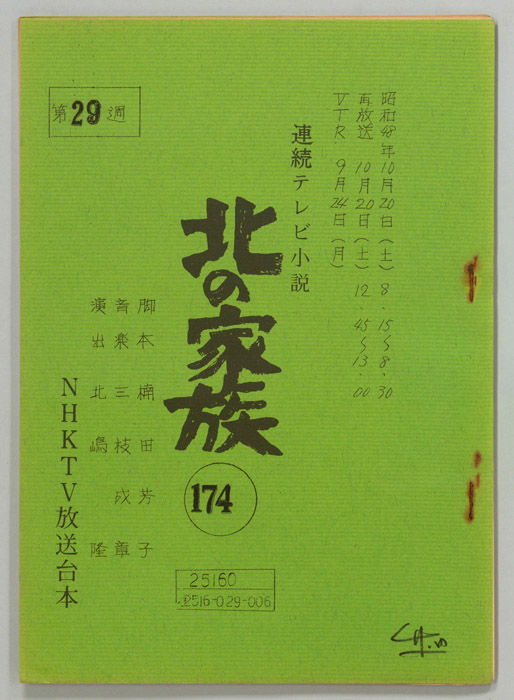 昭和48年10月20日(土) 8.15〜8.30
再放送 10月20日(土) 12.45〜13.00
VTR. 9月24日(月)
連続テレビ小説
北の家族
174
脚本 楠田芳子
音楽 三枝成章
演出 北嶋隆
NHKTV放送台本
第29週
25160
2516-029-006